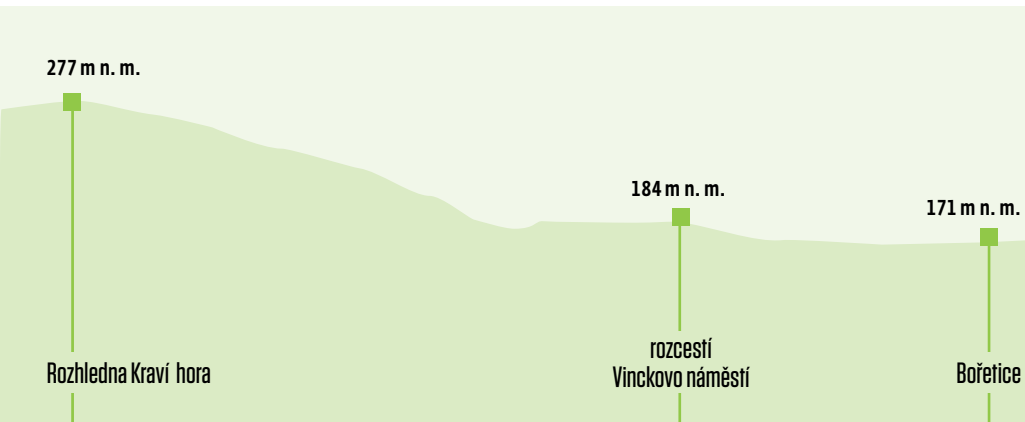 277 m n. m.
184 m n. m.
171 m n. m.
Rozhledna Kraví hora
rozcestí
Vinckovo náměstí
Bořetice